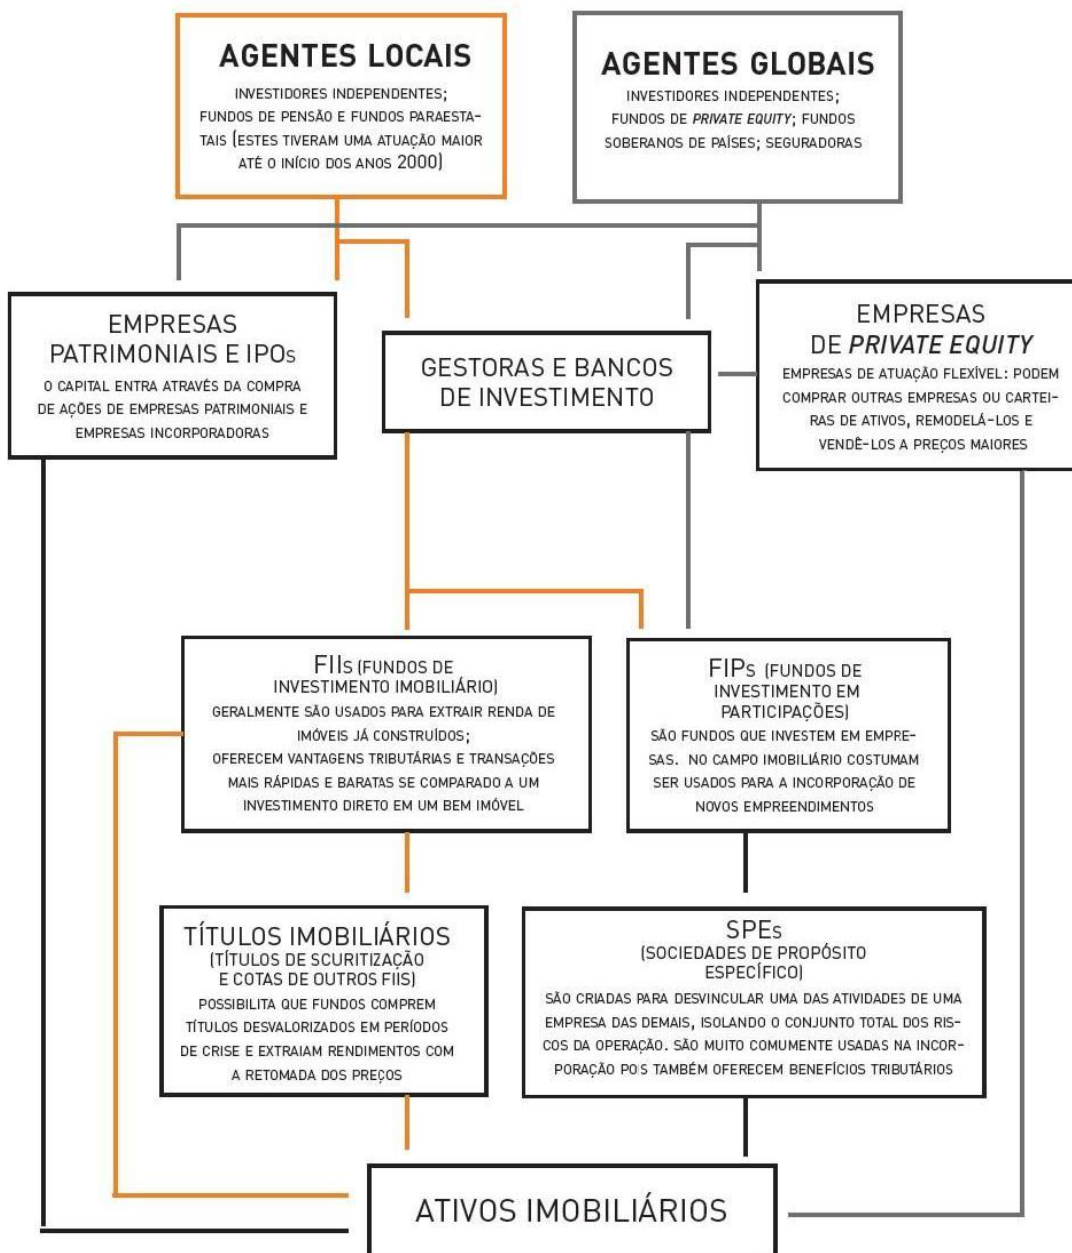 AGENTES LOCAIS
INVESTIDORES INDEPENDENTES;
FUNDOS DE PENSÃO E FUNDOS PARAESTA-
TAIS (ESTES TIVERAM UMA ATUAÇÃO MAIOR
ATÉ O INÍCIO DOS ANOS 2000)
AGENTES GLOBAIS
INVESTIDORES INDEPENDENTES;
FUNDOS DE PRIVATE EQUITY; FUNDOS
SOBERANOS DE PAÍSES; SEGURADORAS
EMPRESAS
PATRIMONIAIS E IPOs
O CAPITAL ENTRA ATRAVÉS DA COMPRA
DE AÇÕES DE EMPRESAS PATRIMONIAIS E
EMPRESAS INCORPORADORAS
GESTORAS E BANCOS
DE INVESTIMENTO
EMPRESAS
DE PRIVATE EQUITY
EMPRESAS DE ATUAÇÃO FLEXÍVEL: PODEM
COMPRAR OUTRAS EMPRESAS OU CARTEI-
RAS DE ATIVOS, REMODELÁ-LOS E
VENDÊ-LOS A PREÇOS MAIORES
FIIs (FUNDOS DE
INVESTIMENTO IMOBILIÁRIO)
GERALMENTE SÃO USADOS PARA EXTRAIR RENDA DE
IMÓVEIS JÁ CONSTRUÍDOS;
OFERECEM VANTAGENS TRIBUTÁRIAS E TRANSAÇÕES
MAIS RÁPIDAS E BARATAS SE COMPARADO A UM
INVESTIMENTO DIRETO EM UM BEM IMÓVEL
FIPs (FUNDOS DE
INVESTIMENTO EM
PARTICIPAÇÕES)
SÃO FUNDOS QUE INVESTEM EM EMPRE-
SAS. NO CAMPO IMOBILIÁRIO COSTUMAM
SER USADOS PARA A INCORPORAÇÃO DE
NOVOS EMPREENDIMENTOS
TÍTULOS IMOBILIÁRIOS
(TÍTULOS DE SCURITIZAÇÃO
E COTAS DE OUTROS FIIS)
POSSIBILITA QUE FUNDOS COMPREM
TÍTULOS DESVALORIZADOS EM PERÍODOS
DE CRISE E EXTRAIAM RENDIMENTOS COM
A RETOMADA DOS PREÇOS
SPEs
(SOCIEDADES DE PROPÓSITO
ESPECÍFICO)
SÃO CRIADAS PARA DESVINCULAR UMA DAS ATIVIDADES DE UMA
EMPRESA DAS DEMAIS, ISOLANDO O CONJUNTO TOTAL DOS RIS-
COS DA OPERAÇÃO. SÃO MUITO COMUMENTE USADAS NA INCOR-
PORAÇÃO POIS TAMBÉM OFERECEM BENEFÍCIOS TRIBUTÁRIOS
ATIVOS IMOBILIÁRIOS